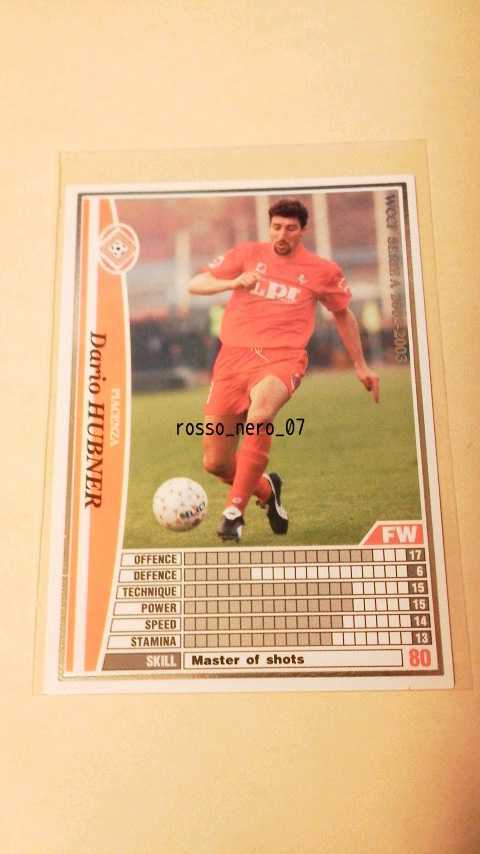 WCCF SERIE A 2002-2003
LPR
Dario HUBNER
PIACENZA
rosso_nero_07
SELECT
FW
OFFENCE 17
DEFENCE 6
TECHNIQUE 15
POWER 15
SPEED 14
STAMINA 13
SKILL Master of shots 80